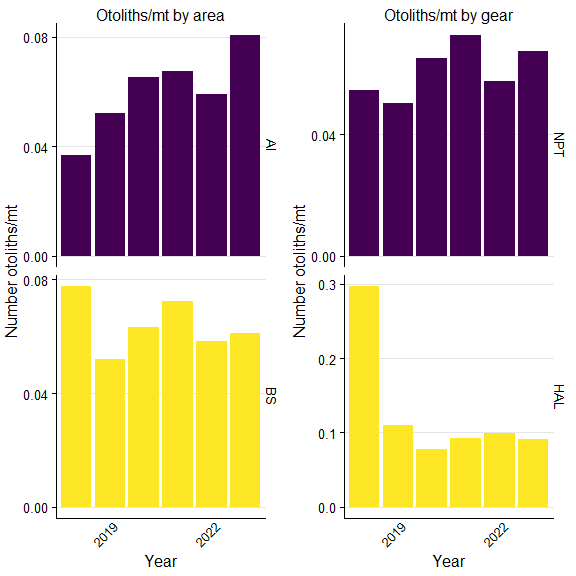 Otoliths/mt by area
Number otoliths/mt
0.08
0.04
0.00
AI
0.08
0.04
0.00
BS
2019
2022
Year
Otoliths/mt by gear
Number otoliths/mt
0.04
0.00
NPT
0.3
0.2
0.1
0.0
HAL
2019
2022
Year